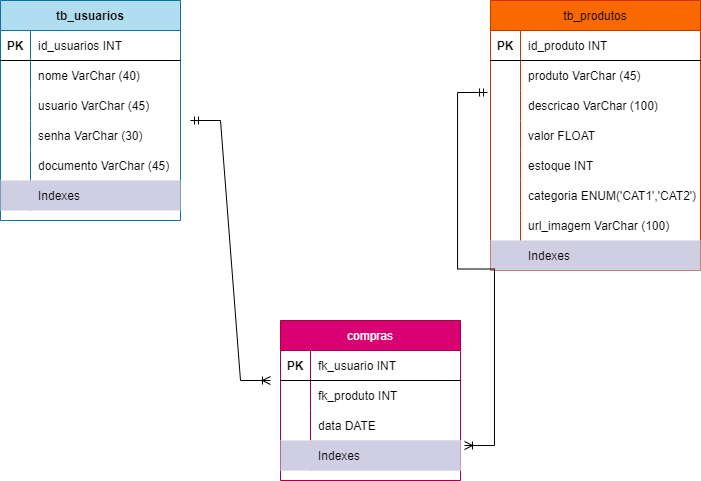 tb_usuarios
PK id_usuarios INT
nome VarChar (40)
usuario VarChar (45)
senha VarChar (30)
documento VarChar (45)
Indexes
tb_produtos
PK id_produto INT
produto VarChar (45)
descricao VarChar (100)
valor FLOAT
estoque INT
categoria ENUM('CAT1','CAT2')
url_imagem VarChar (100)
Indexes
compras
PK fk_usuario INT
fk_produto INT
data DATE
Indexes